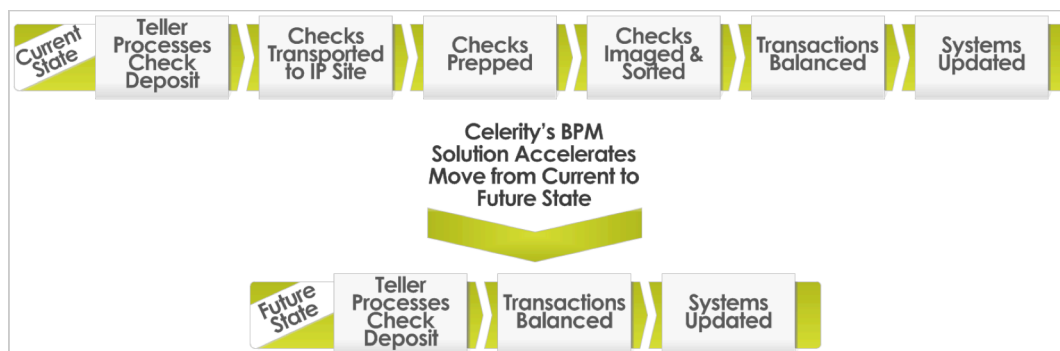 Current
State
Teller
Processes
Check
Deposit
Checks
Transported
to IP Site
Checks
Prepped
Checks
Imaged &
Sorted
Transactions
Balanced
Systems
Updated
Celerity's BPM
Solution Accelerates
Move from Current to
Future State
Future
State
Teller
Processes
Check
Deposit
Transactions
Balanced
Systems
Updated